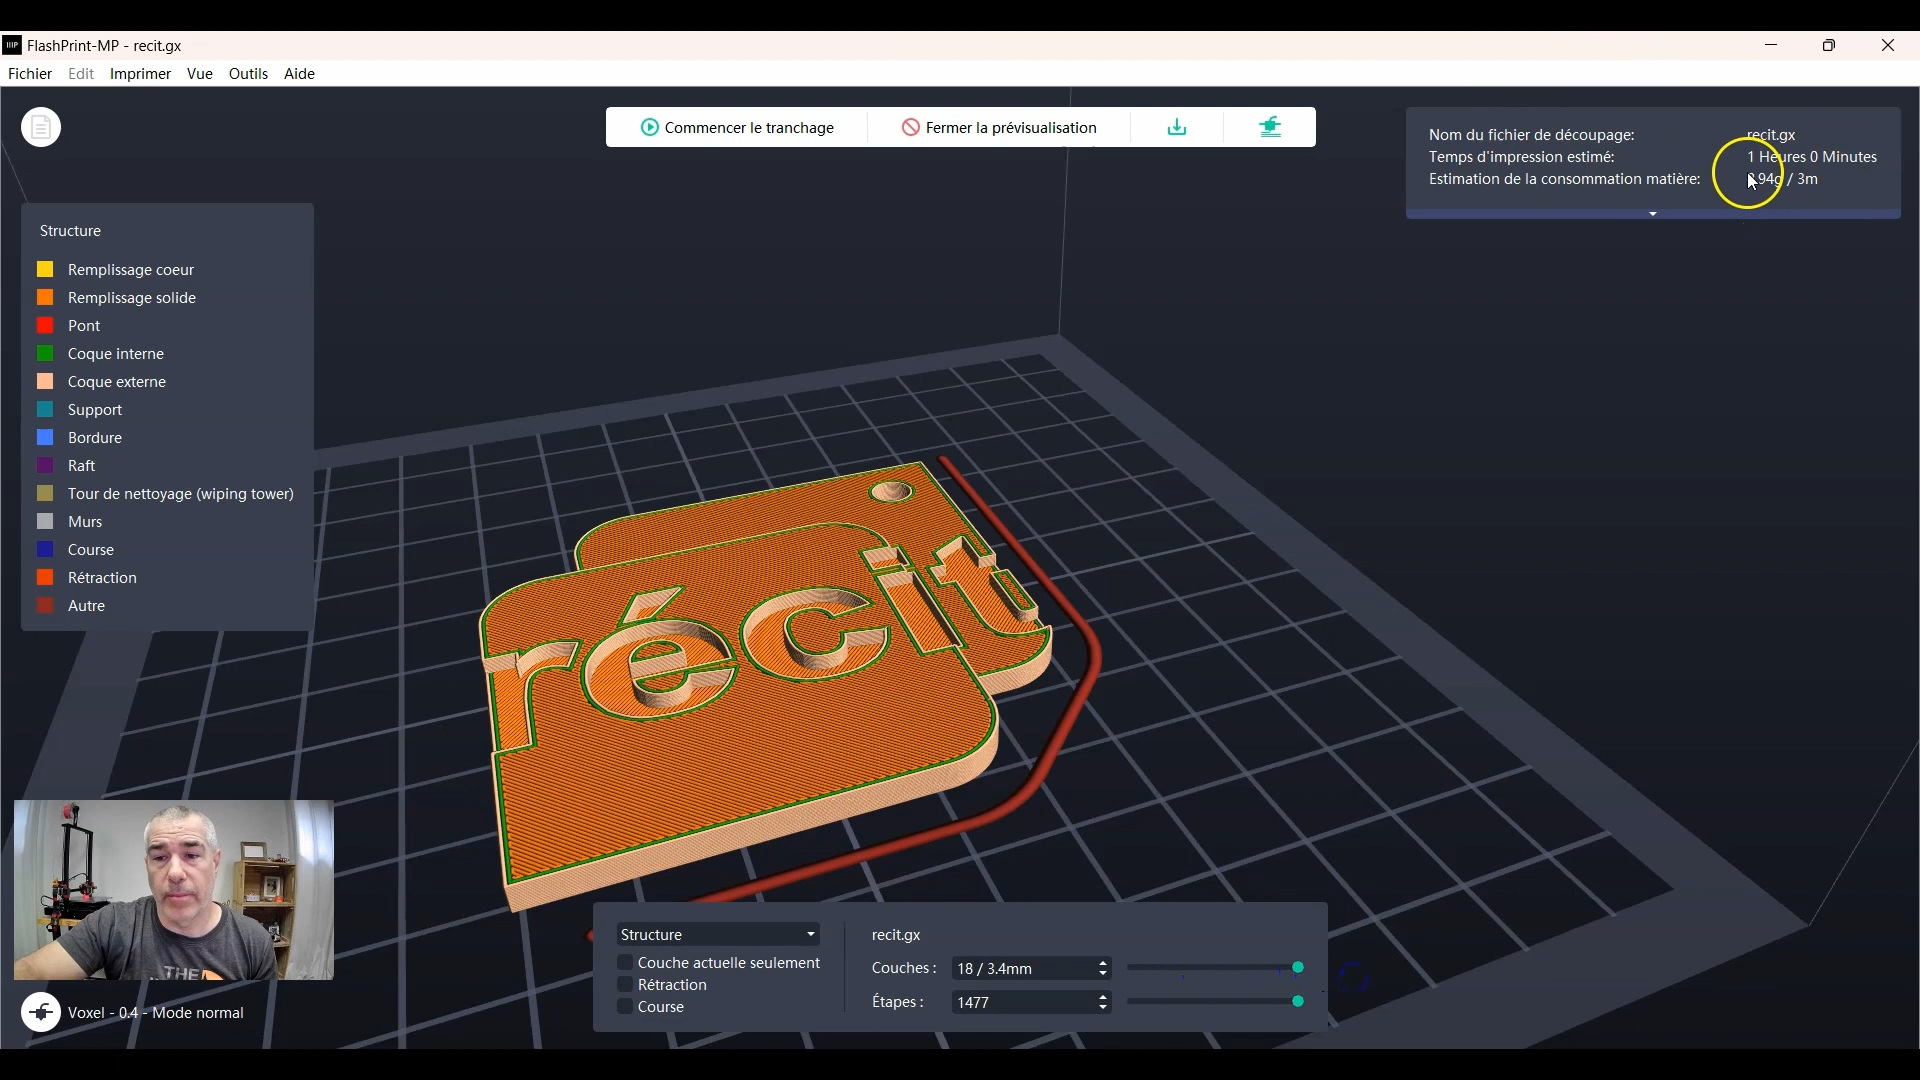 FlashPrint-MP - recit.gx
Fichier Edit Imprimer Vue Outils Aide
Commencer le tranchage
Fermer la prévisualisation
Nom du fichier de découpage: recit.gx
Temps d'impression estimé: 1 Heures 0 Minutes
Estimation de la consommation matière: / 3m
Structure
Remplissage coeur
Remplissage solide
Pont
Coque interne
Coque externe
Support
Bordure
Raft
Tour de nettoyage (wiping tower)
Murs
Course
Rétraction
Autre
récit
THE
Structure
Couche actuelle seulement
Rétraction
Course
recit.gx
Couches : 18 / 3.4mm
Étapes : 1477
Voxel - 0.4 - Mode normal